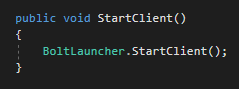 public void StartClient()
{
BoltLauncher.StartClient();
}